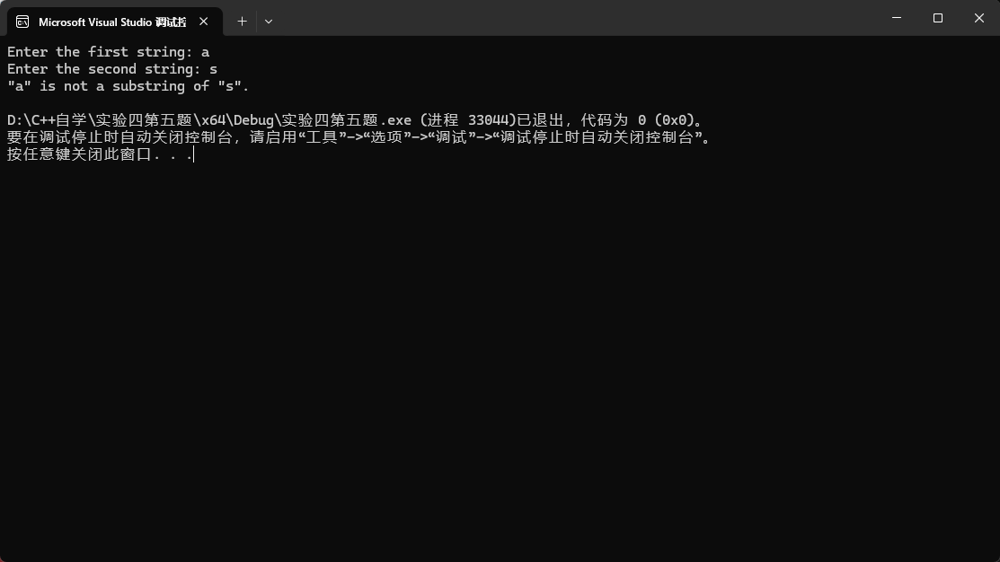 Microsoft Visual Studio 调试控
Enter the first string: a
Enter the second string: s
"a" is not a substring of "s".
D:\C++自学\实验四第五题\x64\Debug\实验四第五题.exe (进程 33044)已退出，代码为 0 (0x0)。
要在调试停止时自动关闭控制台，请启用“工具”->“选项”->“调试”->“调试停止时自动关闭控制台”。
按任意键关闭此窗口. . .